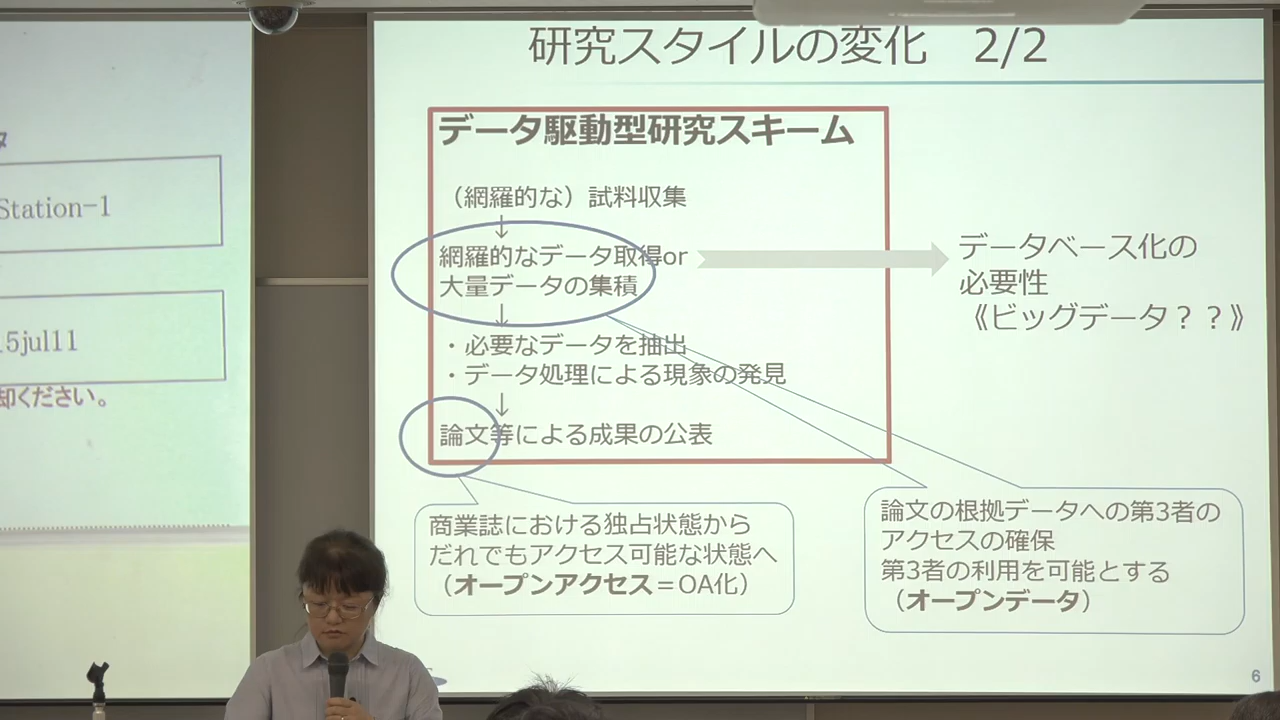 Station-1
5jul11
却ください。
研究スタイルの変化　2/2
データ駆動型研究スキーム
（網羅的な）試料収集
↓
網羅的なデータ取得or
大量データの集積
↓
・必要なデータを抽出
・データ処理による現象の発見
↓
論文等による成果の公表
データベース化の
必要性
《ビッグデータ？？》
商業誌における独占状態から
だれでもアクセス可能な状態へ
（オープンアクセス＝OA化）
論文の根拠データへの第3者の
アクセスの確保
第3者の利用を可能とする
（オープンデータ）
6